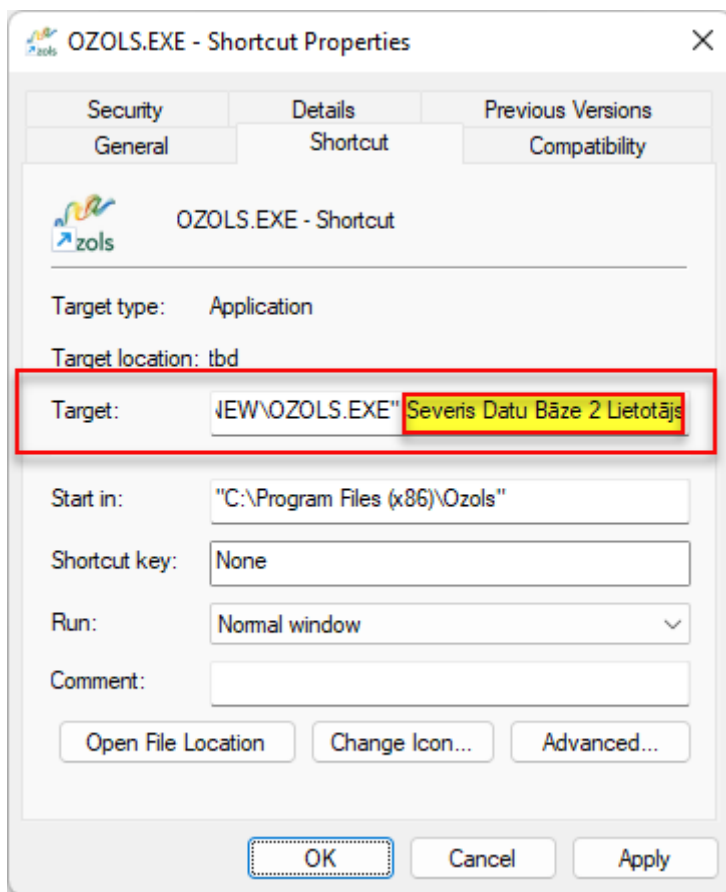 OZOLS.EXE - Shortcut Properties
Security Details Previous Versions
General Shortcut Compatibility
zols
OZOLS.EXE - Shortcut
Target type: Application
Target location: tbd
Target: NEW\OZOLS.EXE" Severis Datu Bāze 2 Lietotājs
Start in: "C:\Program Files (x86)\Ozols"
Shortcut key: None
Run: Normal window
Comment:
Open File Location Change Icon... Advanced...
OK Cancel Apply